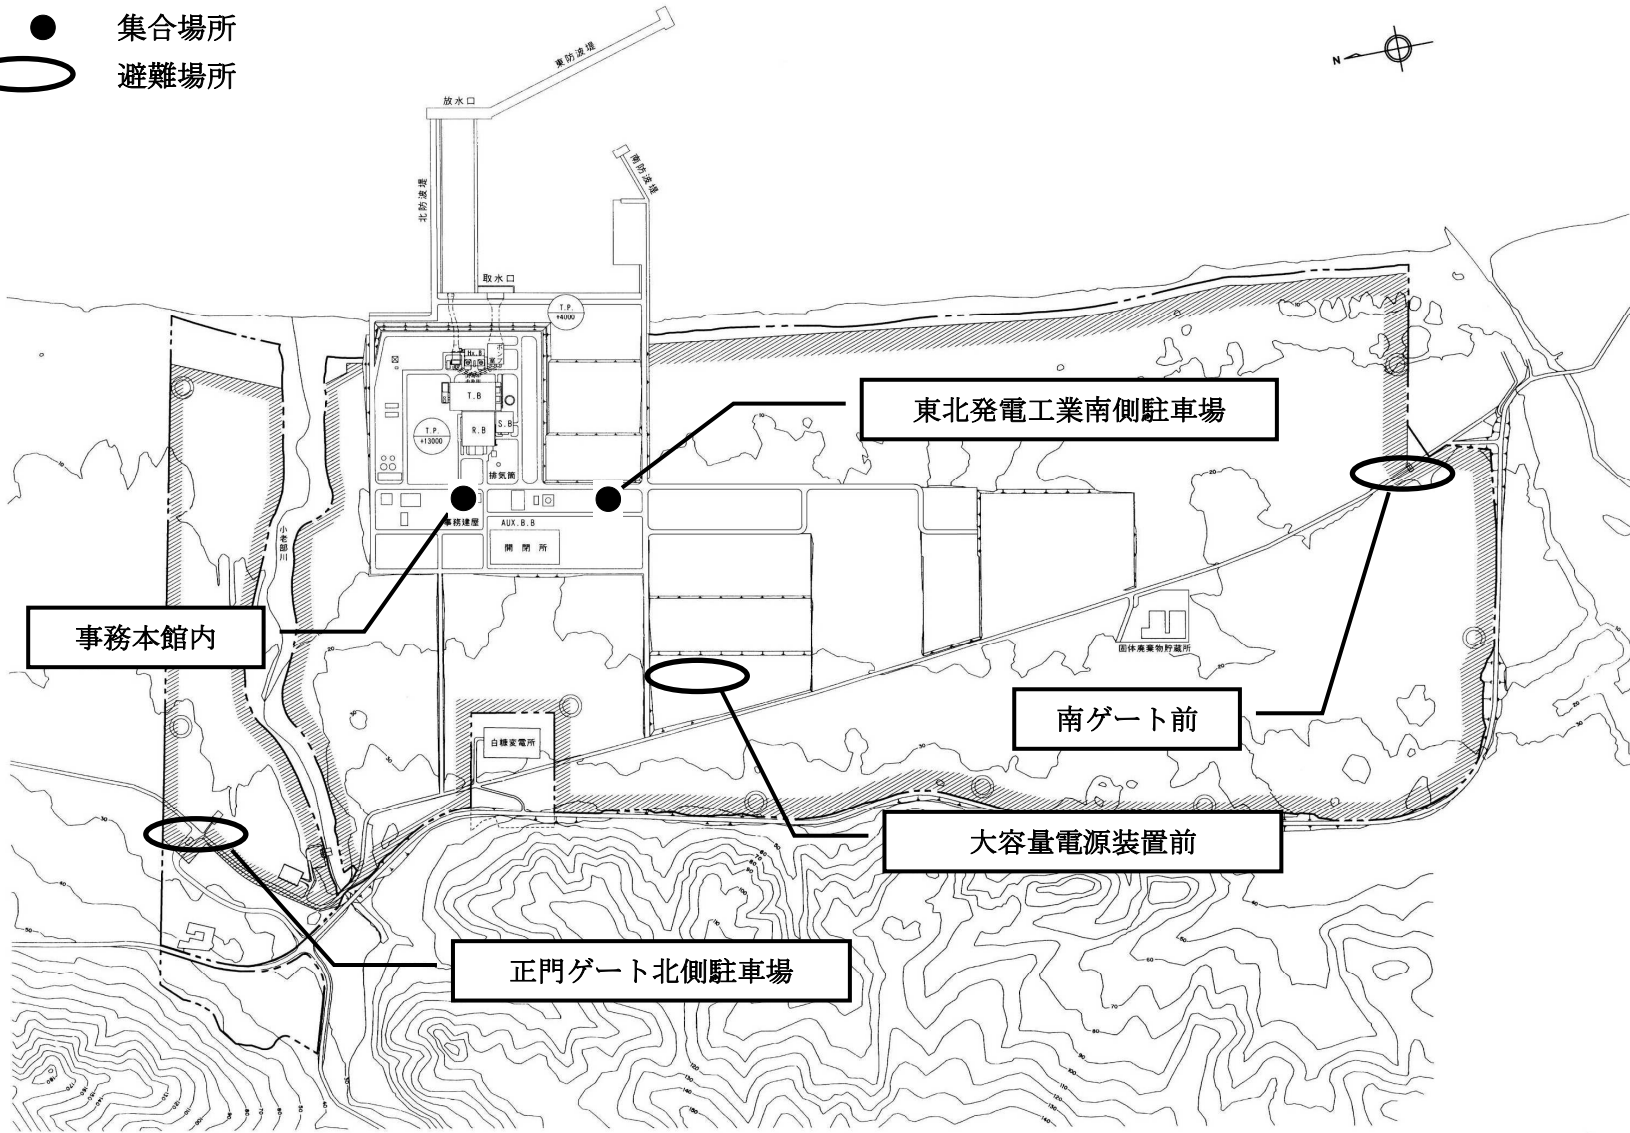 集合場所
避難場所
N
東防波堤
放水口
南防波堤
北防波堤
取水口
T.P.
+4000
Hx.B
T.B
R.B
S.B
T.P.
+13000
排気筒
事務建屋
AUX.B.B
開閉所
小老部川
東北発電工業南側駐車場
事務本館内
固体廃棄物貯蔵所
南ゲート前
白糠変電所
大容量電源装置前
正門ゲート北側駐車場